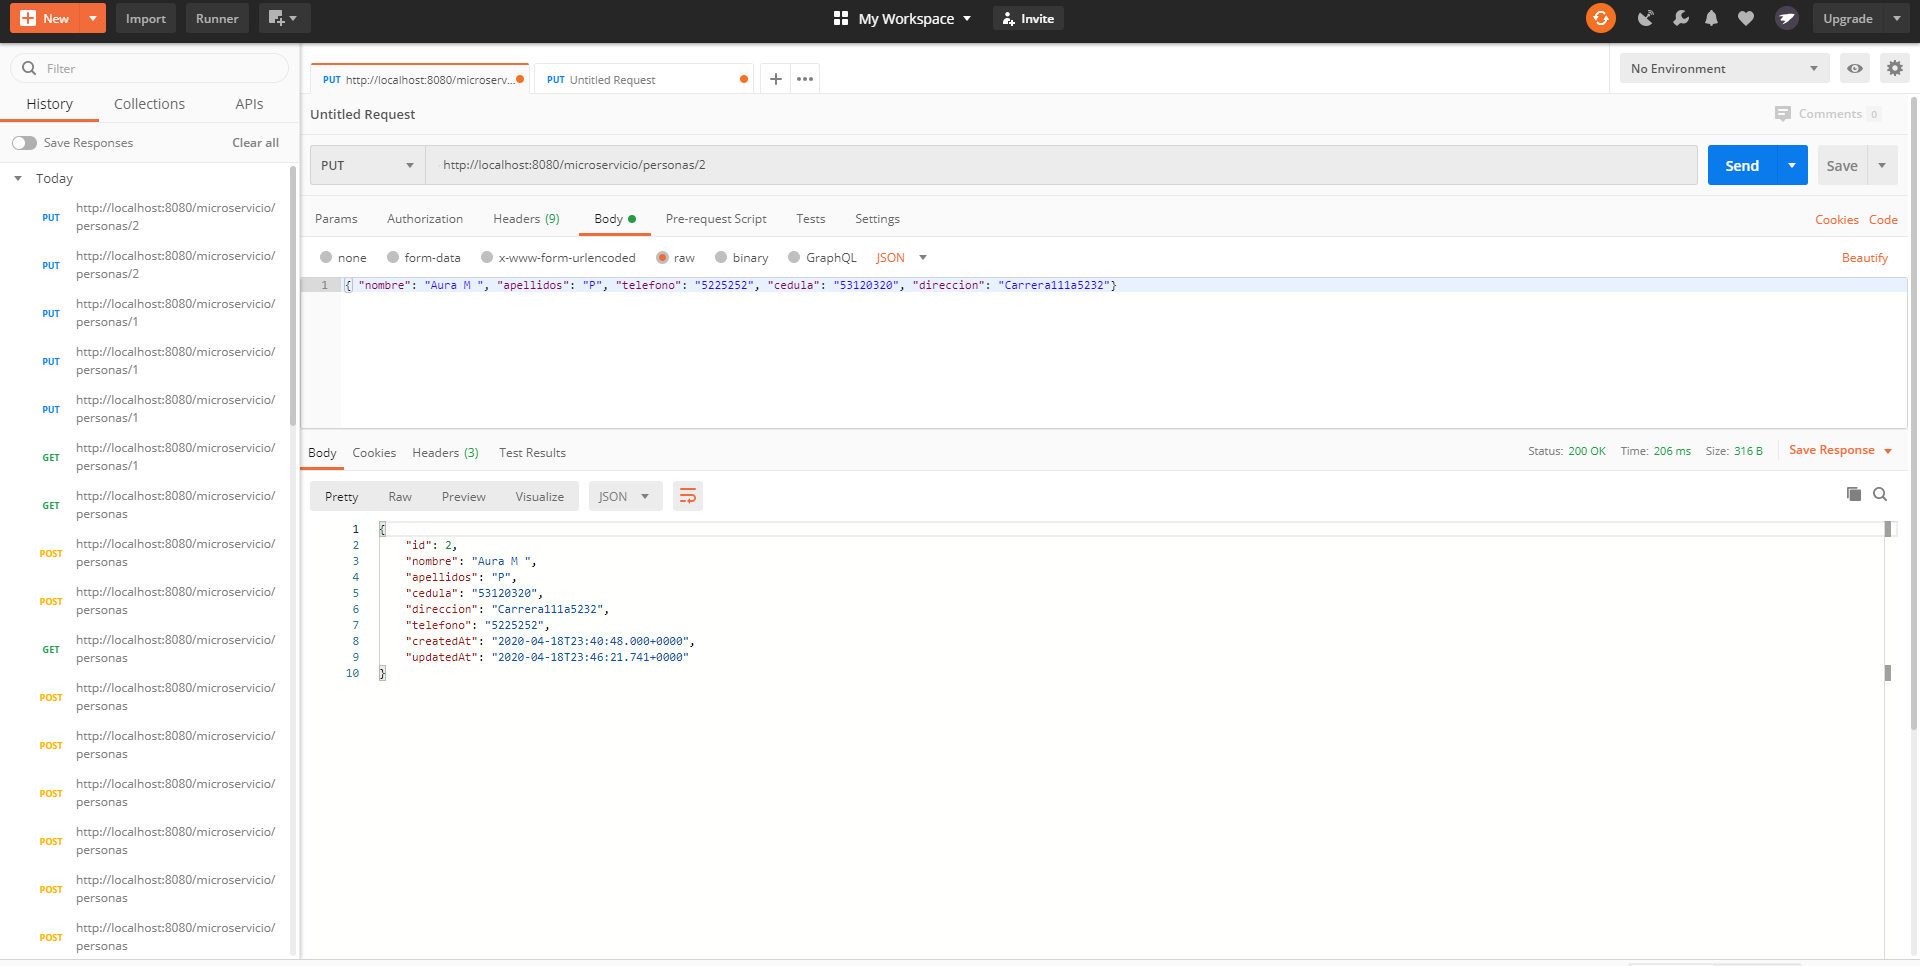 New
Import
Runner
My Workspace
Invite
Upgrade
Filter
History
Collections
APIs
Save Responses
Clear all
Today
PUT
http://localhost:8080/microservicio/
personas/2
PUT
http://localhost:8080/microservicio/
personas/2
PUT
http://localhost:8080/microservicio/
personas/1
PUT
http://localhost:8080/microservicio/
personas/1
PUT
http://localhost:8080/microservicio/
personas/1
GET
http://localhost:8080/microservicio/
personas/1
GET
http://localhost:8080/microservicio/
personas
POST
http://localhost:8080/microservicio/
personas
POST
http://localhost:8080/microservicio/
personas
GET
http://localhost:8080/microservicio/
personas
POST
http://localhost:8080/microservicio/
personas
POST
http://localhost:8080/microservicio/
personas
POST
http://localhost:8080/microservicio/
personas
POST
http://localhost:8080/microservicio/
personas
POST
http://localhost:8080/microservicio/
personas
POST
http://localhost:8080/microservicio/
personas
PUT http://localhost:8080/microserv...
PUT Untitled Request
No Environment
Untitled Request
Comments 0
PUT
http://localhost:8080/microservicio/personas/2
Send
Save
Params
Authorization
Headers (9)
Body
Pre-request Script
Tests
Settings
Cookies
Code
none
form-data
x-www-form-urlencoded
raw
binary
GraphQL
JSON
Beautify
1 { "nombre": "Aura M ", "apellidos": "P", "telefono": "5225252", "cedula": "53120320", "direccion": "Carrera111a5232"}
Body
Cookies
Headers (3)
Test Results
Status: 200 OK
Time: 206 ms
Size: 316 B
Save Response
Pretty
Raw
Preview
Visualize
JSON
1 {
2 "id": 2,
3 "nombre": "Aura M ",
4 "apellidos": "P",
5 "cedula": "53120320",
6 "direccion": "Carrera111a5232",
7 "telefono": "5225252",
8 "createdAt": "2020-04-18T23:40:48.000+0000",
9 "updatedAt": "2020-04-18T23:46:21.741+0000"
10 }